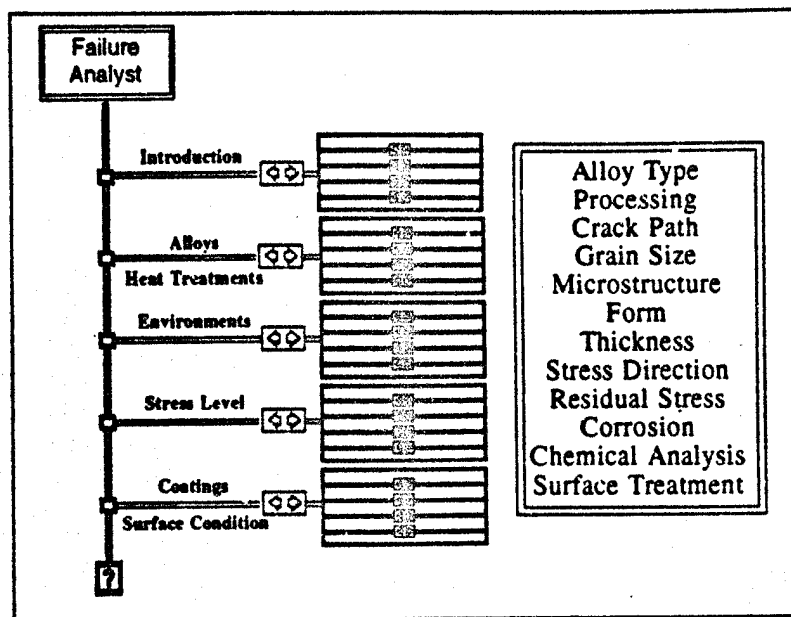 Failure
Analyst
Introduction
Alloys
Heat Treatments
Environments
Stress Level
Coatings
Surface Condition
?
Alloy Type
Processing
Crack Path
Grain Size
Microstructure
Form
Thickness
Stress Direction
Residual Stress
Corrosion
Chemical Analysis
Surface Treatment